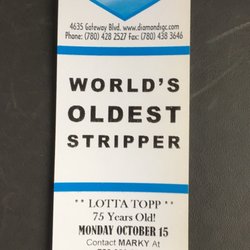 4635 Gateway Blvd. www.diamondsgc.com
Phone: (780) 428 2527 Fax: (780) 438 3646
WORLD'S
OLDEST
STRIPPER
** LOTTA TOPP **
75 Years Old!
MONDAY OCTOBER 15
Contact MARKY At